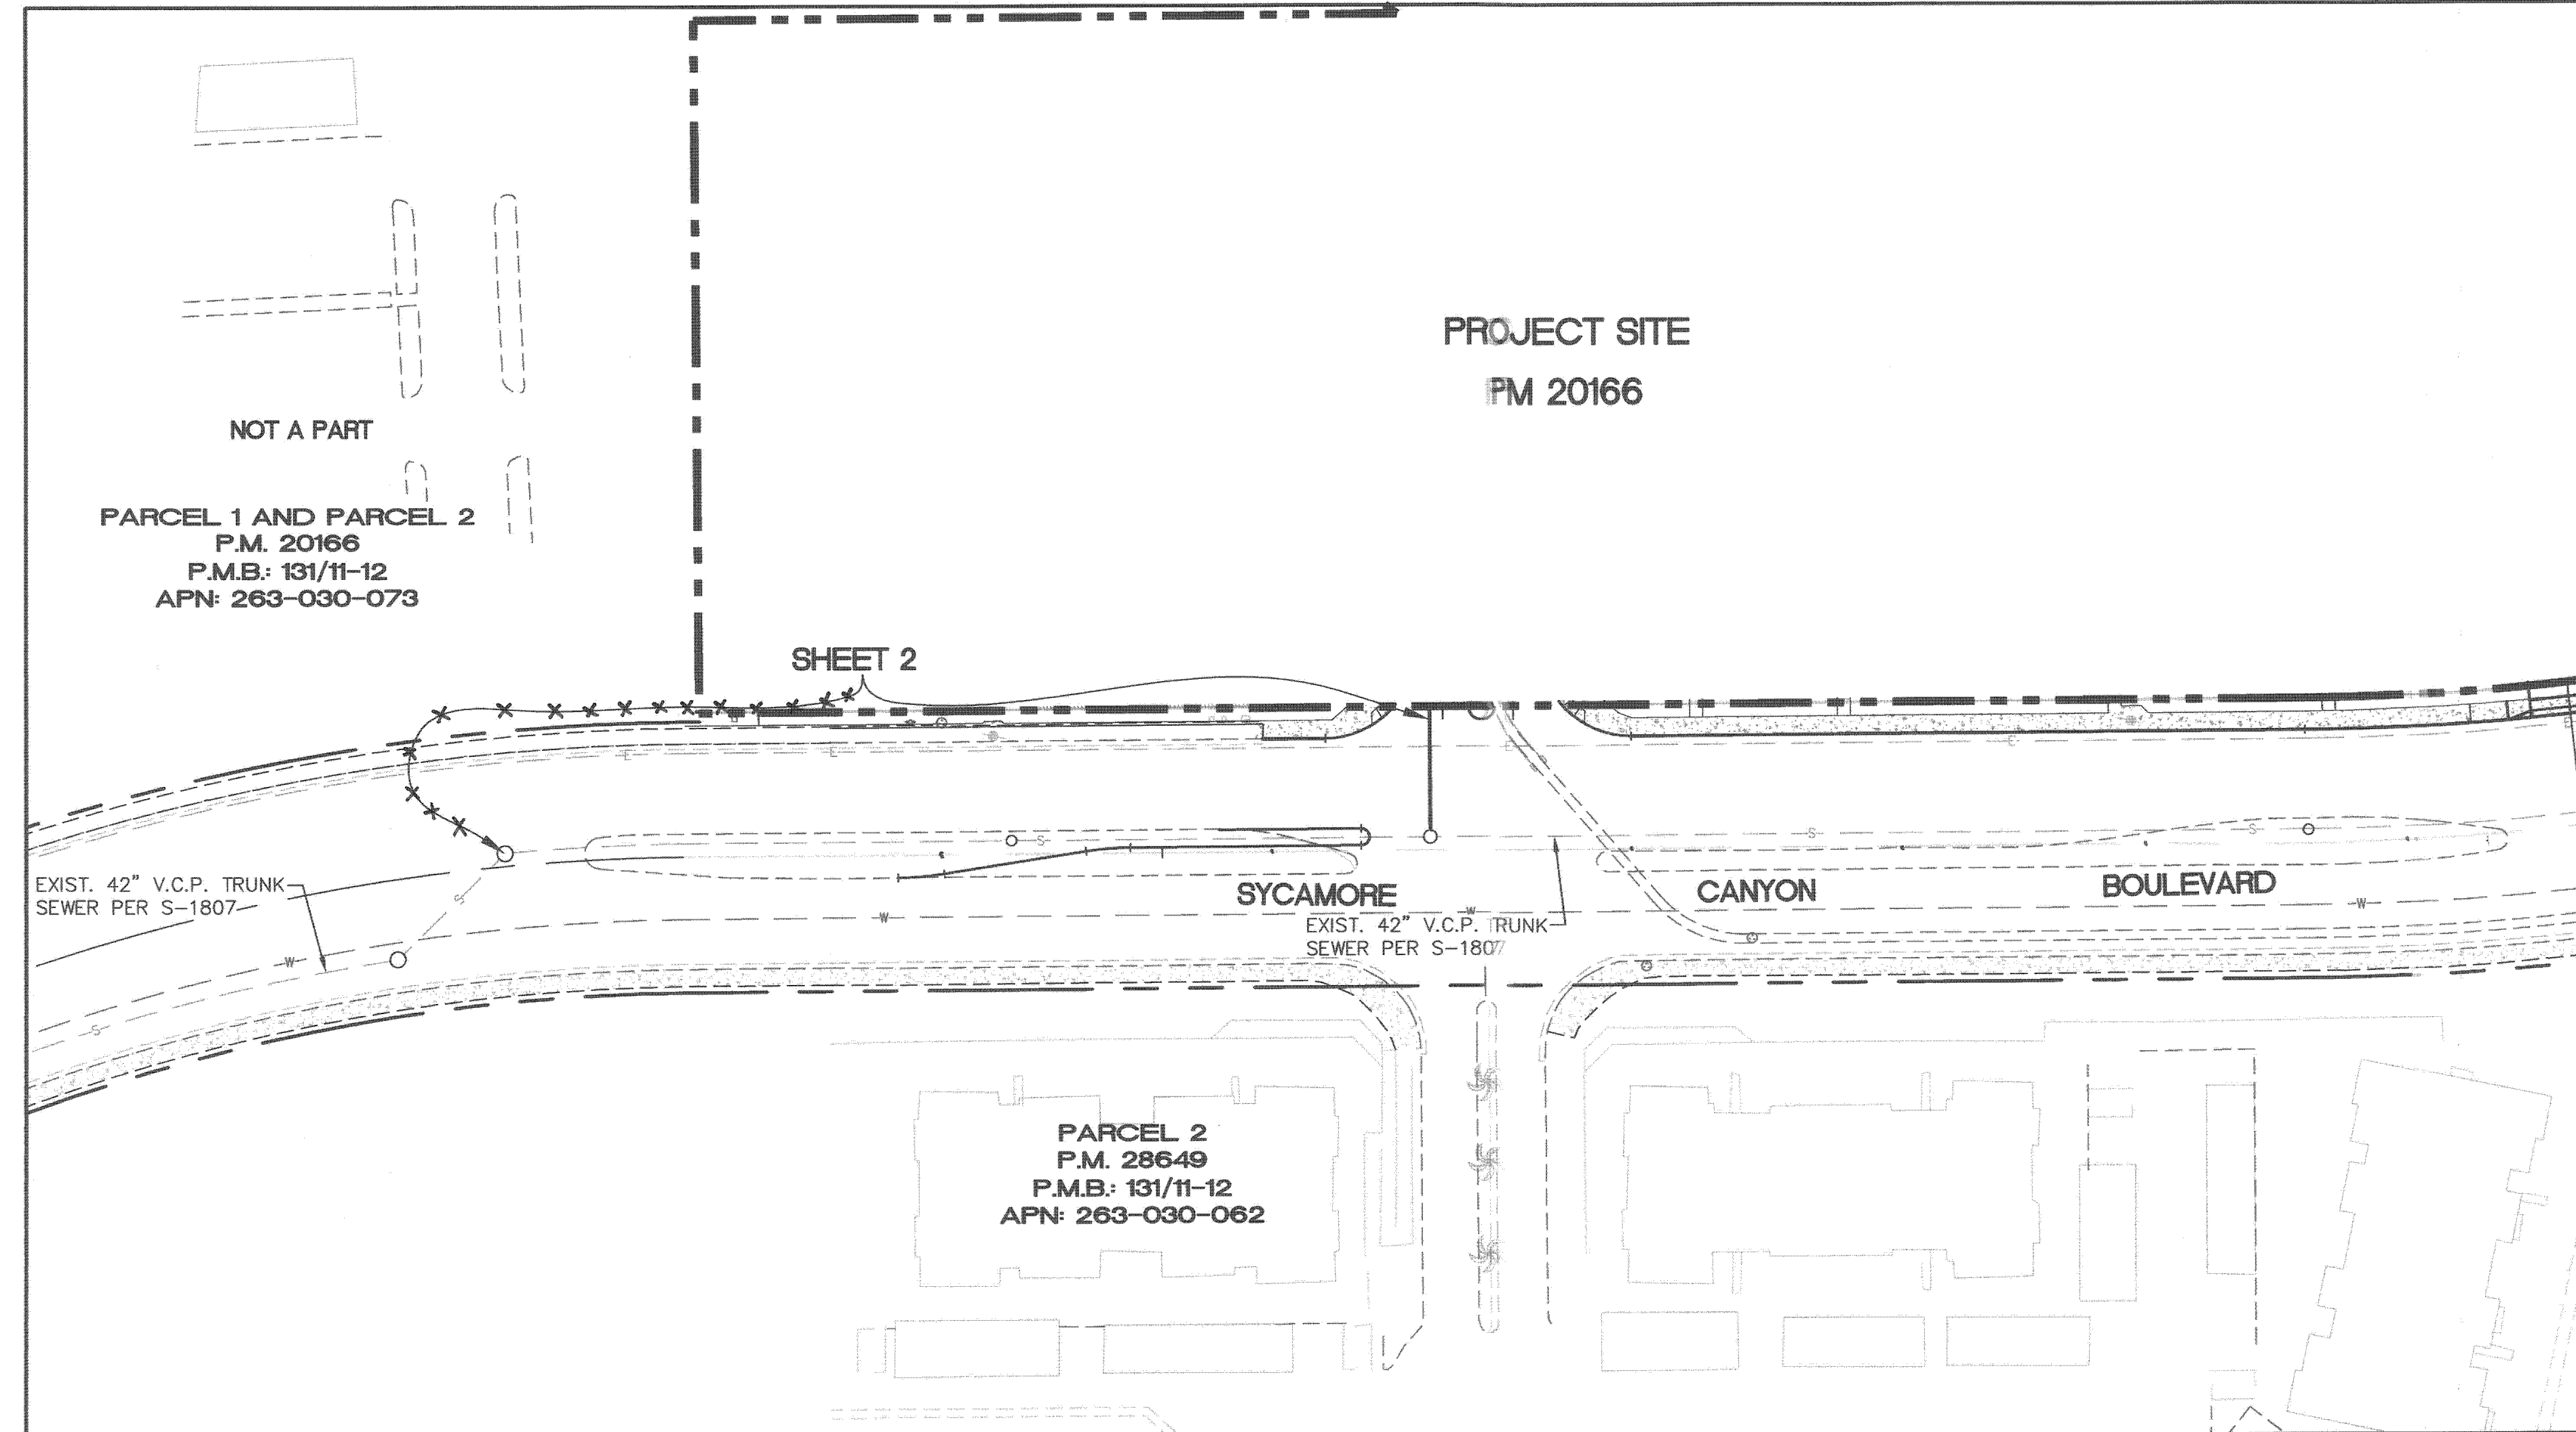 PROJECT SITE
PM 20166
NOT A PART
PARCEL 1 AND PARCEL 2
P.M. 20166
P.M.B.: 131/11-12
APN: 263-030-073
SHEET 2
E
E
E
E
S
S
S
EXIST. 42" V.C.P. TRUNK
SEWER PER S-1807
S
SYCAMORE CANYON BOULEVARD
W
W
W
EXIST. 42" V.C.P. TRUNK
SEWER PER S-1807
W
S
PARCEL 2
P.M. 28649
P.M.B.: 131/11-12
APN: 263-030-062